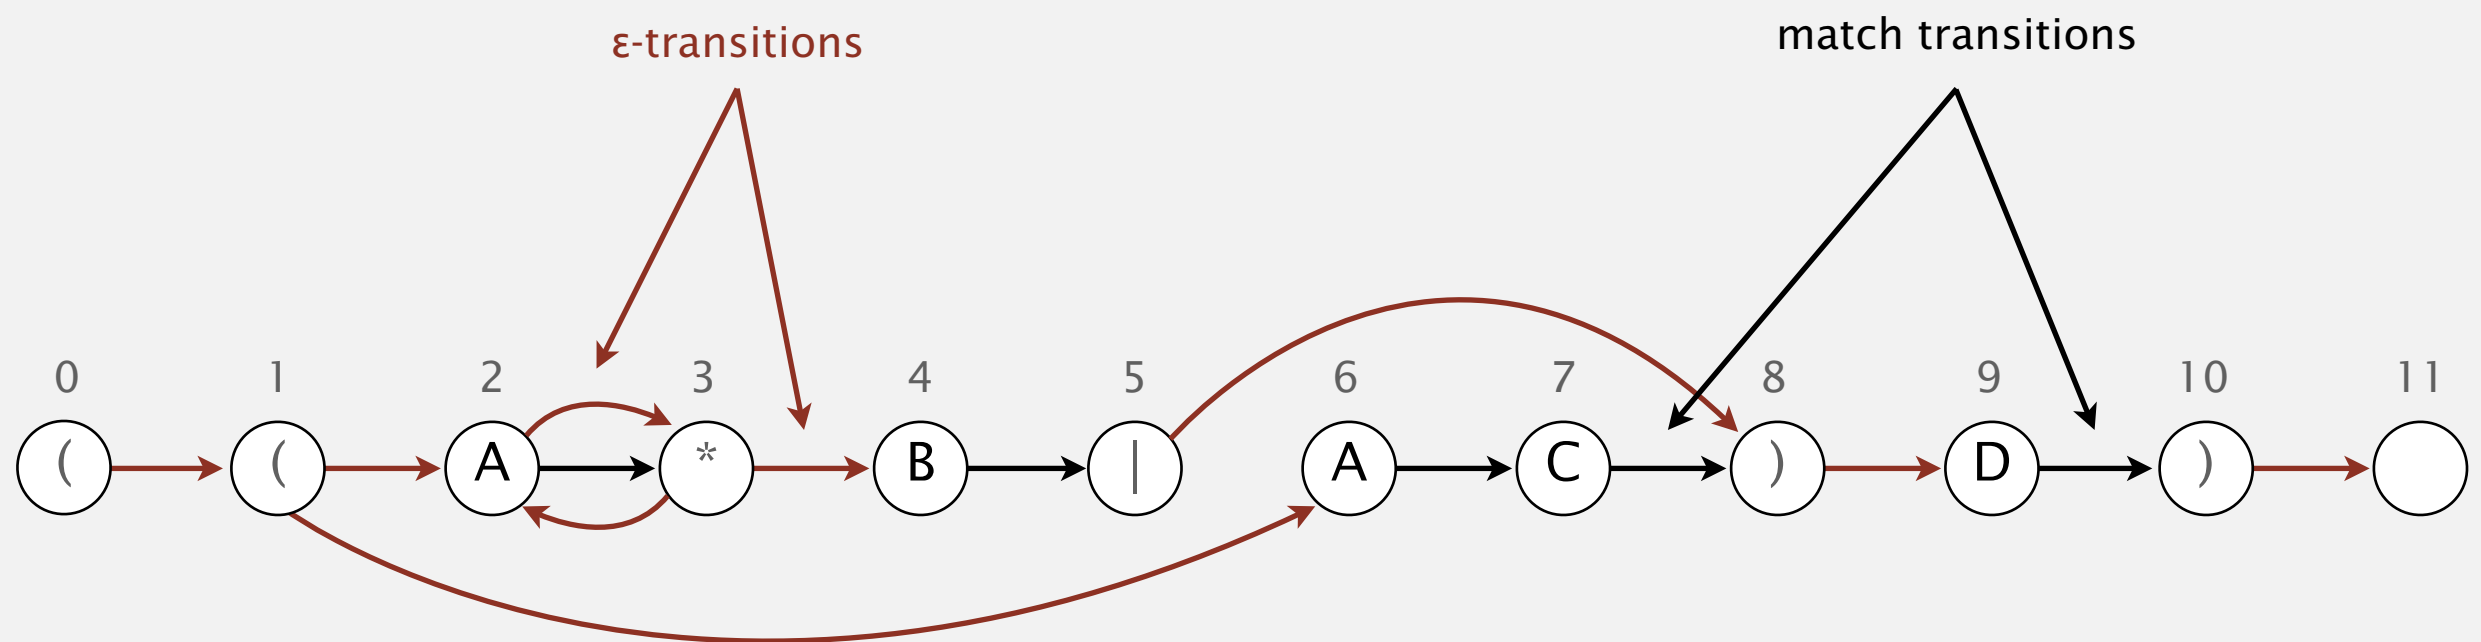 ε-transitions
match transitions
0 1 2 3 4 5 6 7 8 9 10 11
( ( A * B | A C ) D )